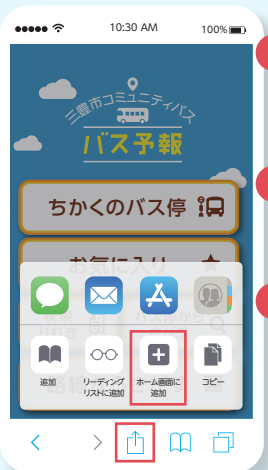 10:30 AM
100%
三豊市コミュニティバス
バス予報
ちかくのバス停
お気に入り
追加
リーディング
リストに追加
ホーム画面に
追加
コピー